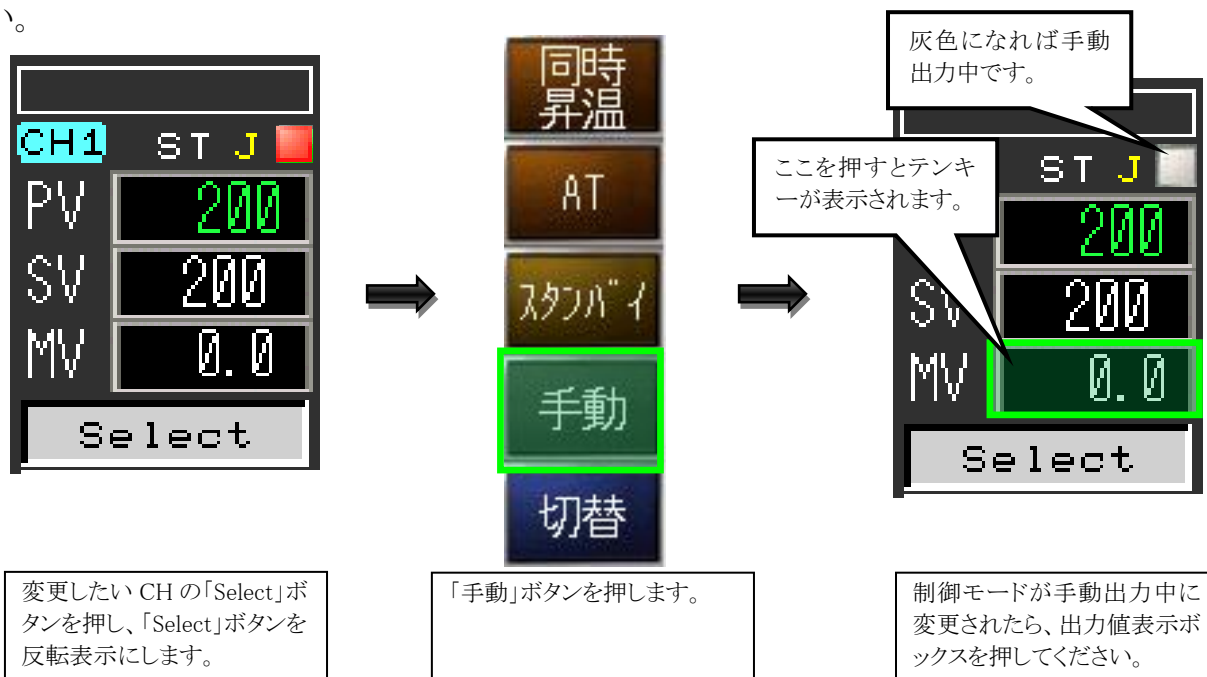 い。
CH1 ST J
PV 200
SV 200
MV 0.0
Select
同時
昇温
AT
スタンバイ
手動
切替
灰色になれば手動
出力中です。
ここを押すとテンキ
ーが表示されます。
ST J
200
SV 200
MV 0.0
Select
変更したい CH の「Select」ボ
タンを押し、「Select」ボタンを
反転表示にします。
「手動」ボタンを押します。
制御モードが手動出力中に
変更されたら、出力値表示ボ
ックスを押してください。